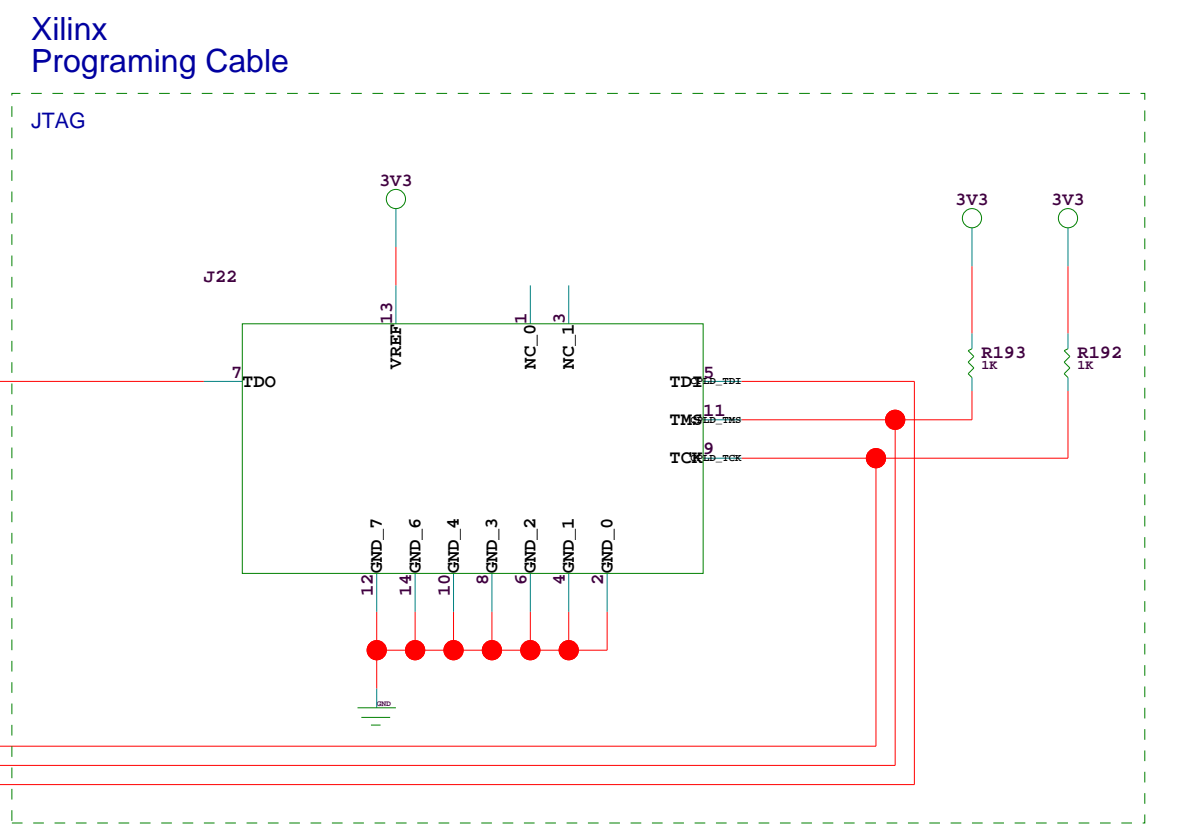 Xilinx
Programing Cable
JTAG
3V3
3V3
3V3
J22
13
1
3
VREF
NC_0
NC_1
R193
1K
R192
1K
7
TDO
TDI
5
TMS
11
TCK
9
GND_7
GND_6
GND_4
GND_3
GND_2
GND_1
GND_0
12
14
10
8
6
4
2
GND